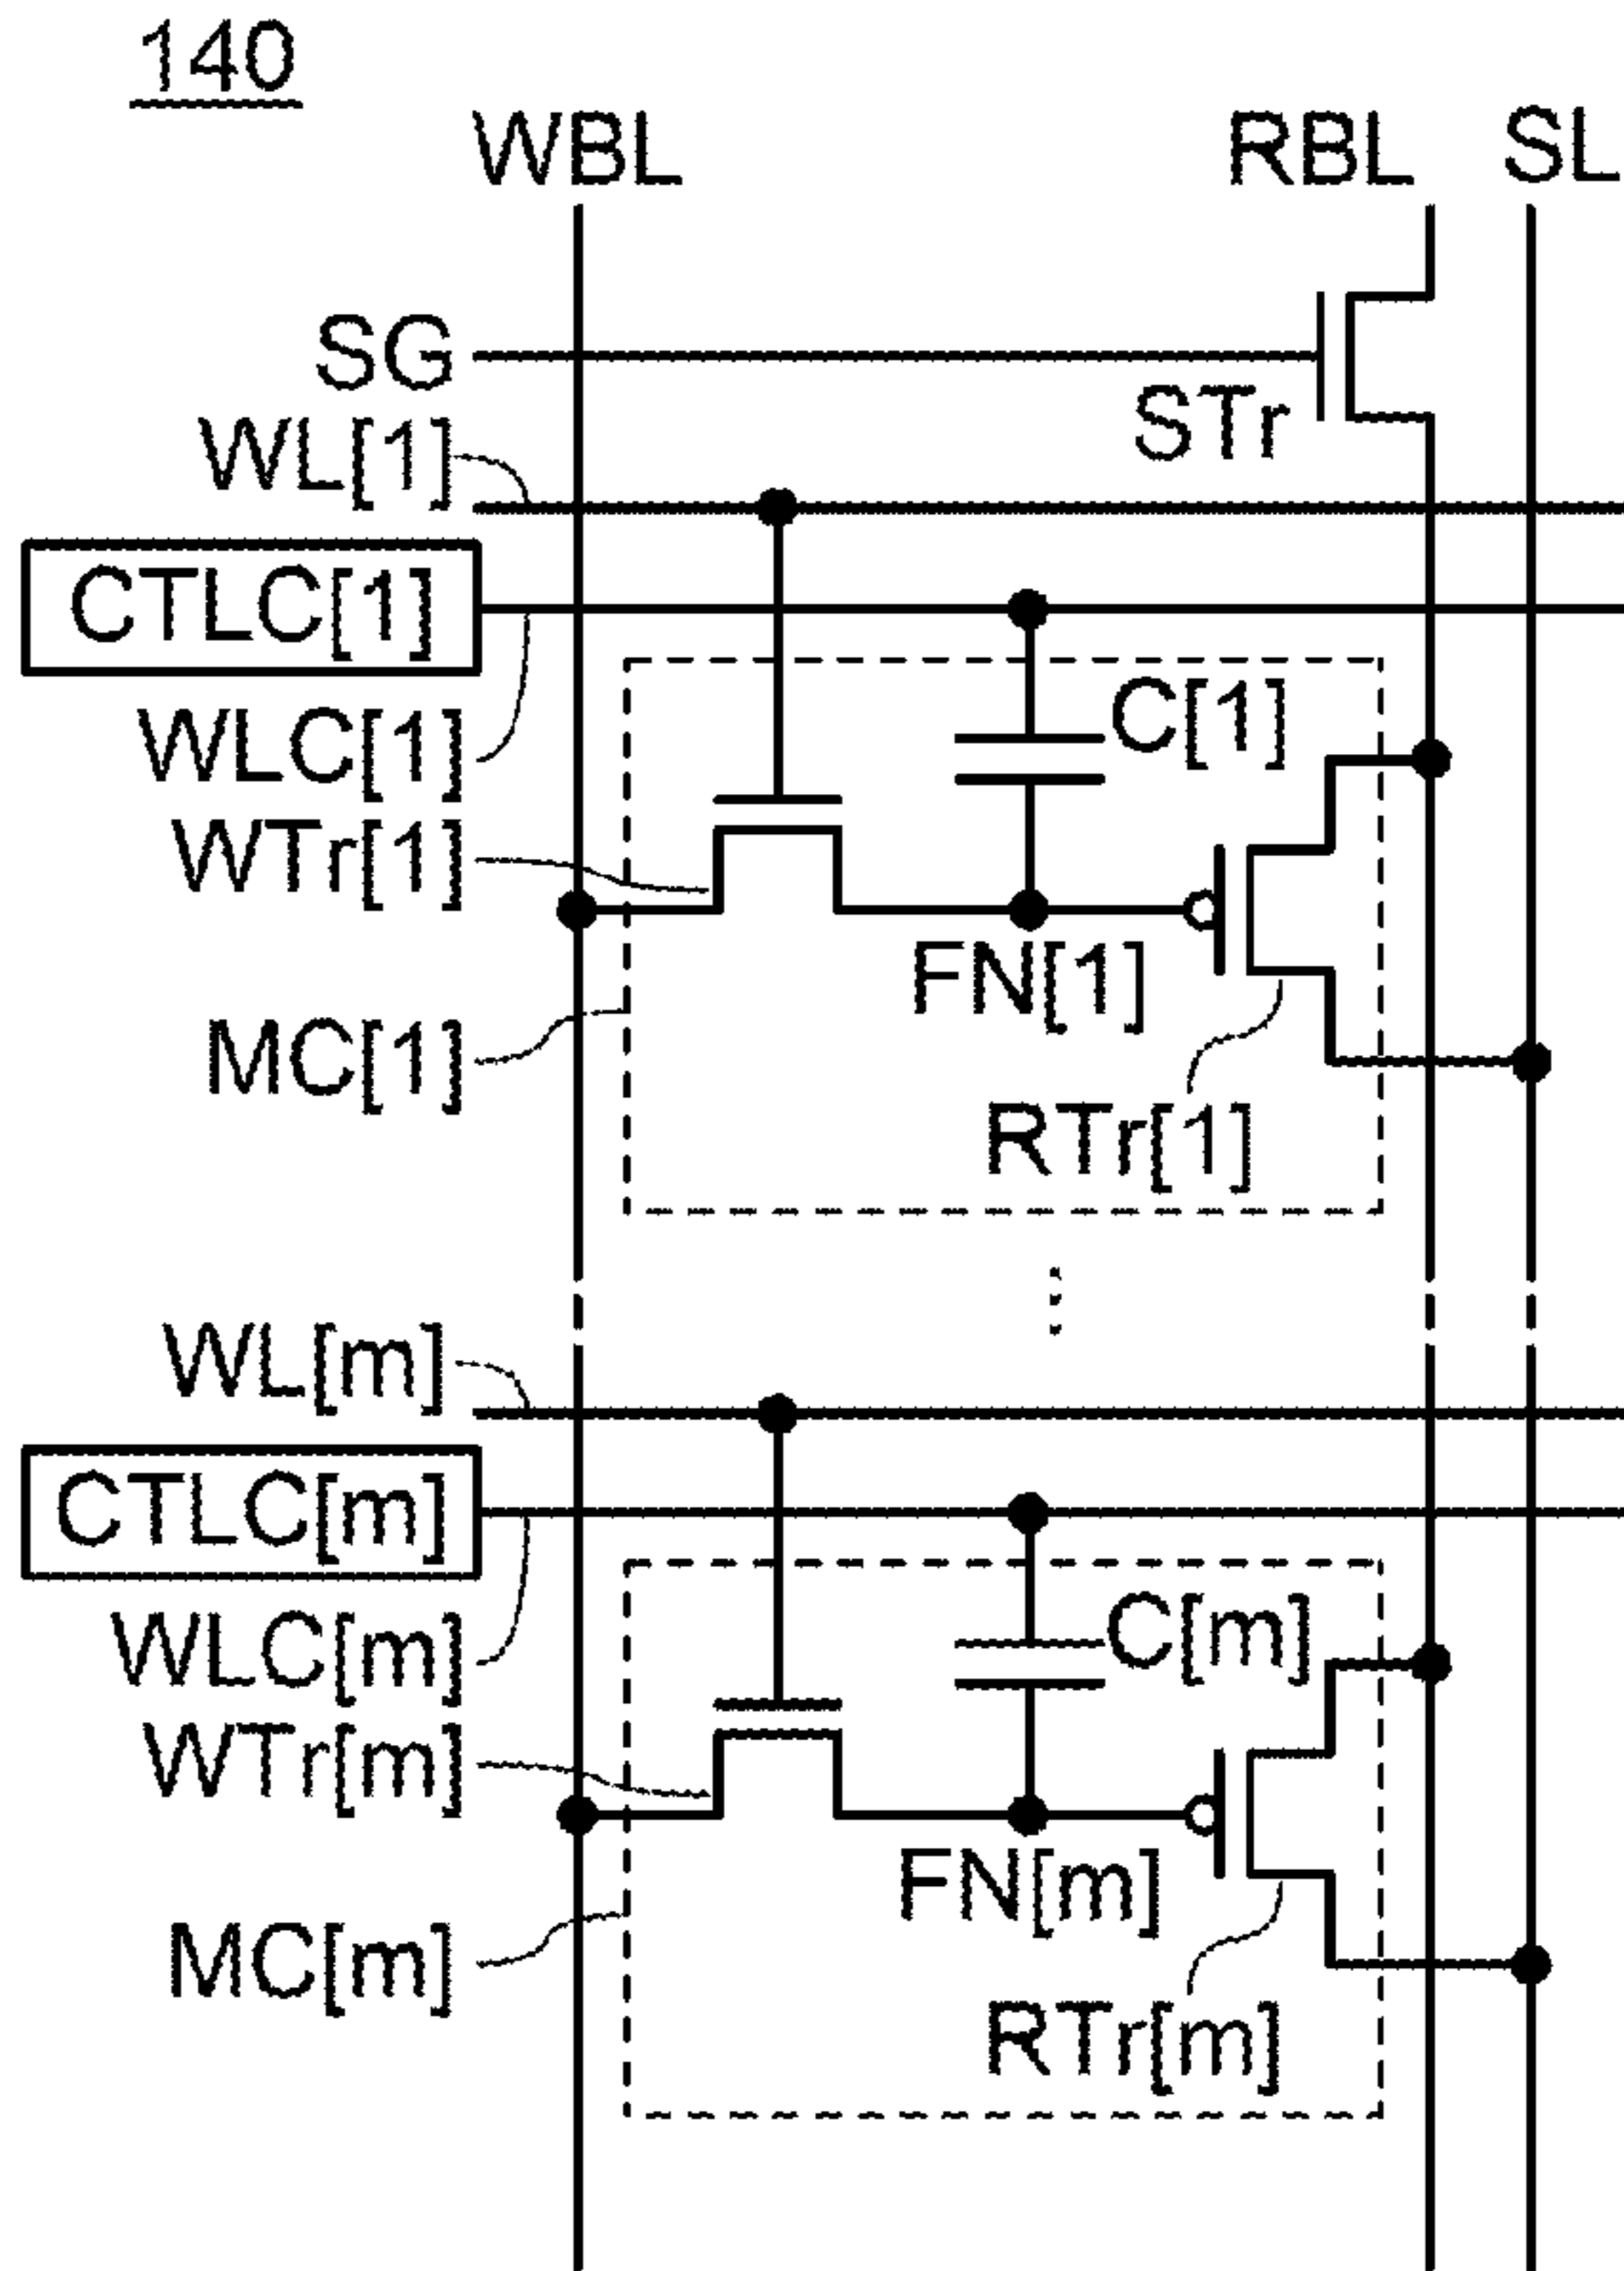 140
WBL RBL SL
SG
STr
WL[1]
CTLC[1]
C[1]
WLC[1]
WTr[1]
FN[1]
MC[1]
RTr[1]
WL[m]
CTLC[m]
C[m]
WLC[m]
WTr[m]
FN[m]
MC[m]
RTr[m]